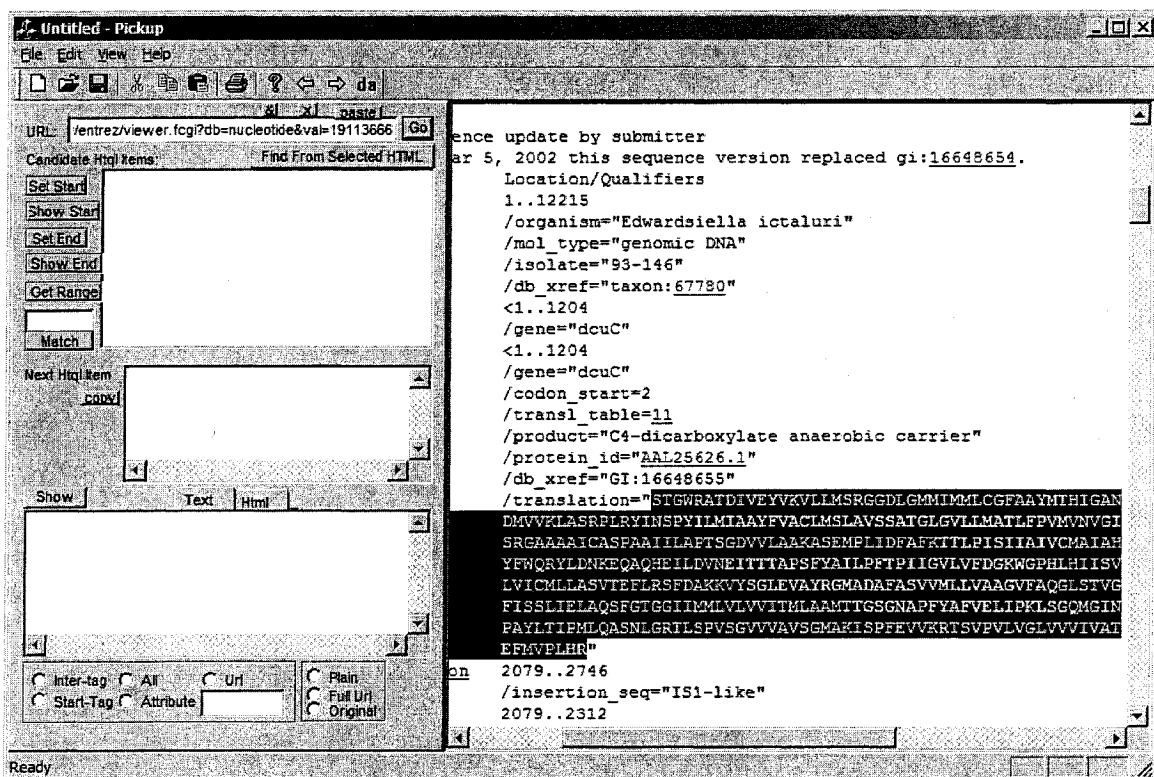 Untitled - Pickup
File Edit View Help
da
& X paste
URL: /entrez/viewer.fcgi?db=nucleotide&val=19113666 Go
Candidate Htql Items: Find From Selected HTML
Set Start
Show Start
Set End
Show End
Get Range
Match
Next Htql Item
copy
Show Text Html
Inter-tag All Url
Start-Tag Attribute
Plain
Full Url
Original
Ready
ence update by submitter
ar 5, 2002 this sequence version replaced gi:16648654.
Location/Qualifiers
1..12215
/organism="Edwardsiella ictaluri"
/mol_type="genomic DNA"
/isolate="93-146"
/db_xref="taxon:67780"
<1..1204
/gene="dcuC"
<1..1204
/gene="dcuC"
/codon_start=2
/transl_table=11
/product="C4-dicarboxylate anaerobic carrier"
/protein_id="AAL25626.1"
/db_xref="GI:16648655"
/translation="STGWRATDIVEYVKVLLMSRGGDLGMMIMMLCGFAAYMTHIGAN
DMVVKLASRPLRYINSPYILMIAAYFVACLMSLAVSSATGLGVLLMATLFPVMVNVGI
SRGAAAAICASPAAIILAPTSGDVVLAAKASEMPLIDFAFKTTLPISIIAIVCMAIAH
YFWQRYLDNKEQAQHEILDVNEITTTAPSFYAILPFTPIIGVLVFDGKWGPHLHIISV
LVICMLLASVTEFLRSFDAKKVYSGLEVAYRGMADAFASVVMLLVAAGVFAQGLSTVG
FISSLIELAQSFGTGGIIMMLVLVVITMLAAMTTGSGNAPFYAFVELIPKLSGQMGIN
PAYLTIPMLQASNLGRTLSPVSGVVVAVSGMAKISPFEVVKRTSVPVLVGLVVVIVAT
EFMVPLHR"
on 2079..2746
/insertion_seq="IS1-like"
2079..2312